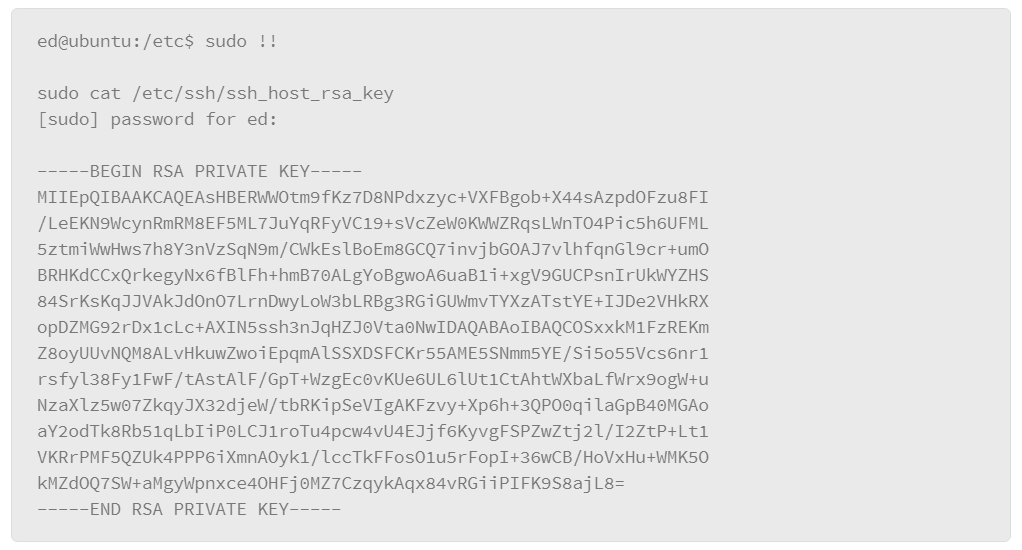 ed@ubuntu:/etc$ sudo !!
sudo cat /etc/ssh/ssh_host_rsa_key
[sudo] password for ed:
-----BEGIN RSA PRIVATE KEY-----
MIIEpQIBAAKCAQEAsHBERWWOtm9fKz7D8NPdxzyc+VXFBgob+X44sAzpdOFzu8FI
/LeEKN9WcynRmRM8EF5ML7JuYqRFyVC19+sVcZeW0KWWZRqsLWnTO4Pic5h6UFML
5ztmiWwHws7h8Y3nVzSqN9m/CWkEslBoEm8GCQ7invjbGOAJ7vlhfqnGl9cr+umO
BRHKdCCxQrkegyNx6fBlFh+hmB70ALgYoBgwoA6uaB1i+xgV9GUCPsnIrUkWYZHS
84SrKsKqJJVAkJdOnO7LrnDwyLoW3bLRBg3RGiGUWmvTYXzATstYE+IJDe2VHkRX
opDZMG92rDx1cLc+AXIN5ssh3nJqHZJ0Vta0NwIDAQABAoIBAQCOSxxkM1FzREKm
Z8oyUUvNQM8ALvHkuwZwoiEpqmAlSSXDSFCKr55AME5SNmm5YE/Si5o55Vcs6nr1
rsfyl38Fy1FwF/tAstAlF/GpT+WzgEc0vKUe6UL6lUt1CtAhtWXbaLfWrx9ogW+u
NzaXlz5w07ZkqyJX32djeW/tbRKipSeVIgAKFzvy+Xp6h+3QPO0qilaGpB40MGAo
aY2odTk8Rb51qLbIiP0LCJ1roTu4pcw4vU4EJjf6KyvgFSPZwZtj2l/I2ZtP+Lt1
VKRrPMF5QZUk4PPP6iXmnAOyk1/lccTkFFosO1u5rFopI+36wCB/HoVxHu+WMK5O
kMZdOQ7SW+aMgyWpnxce4OHFj0MZ7CzqykAqx84vRGiiPIFK9S8ajL8=
-----END RSA PRIVATE KEY-----